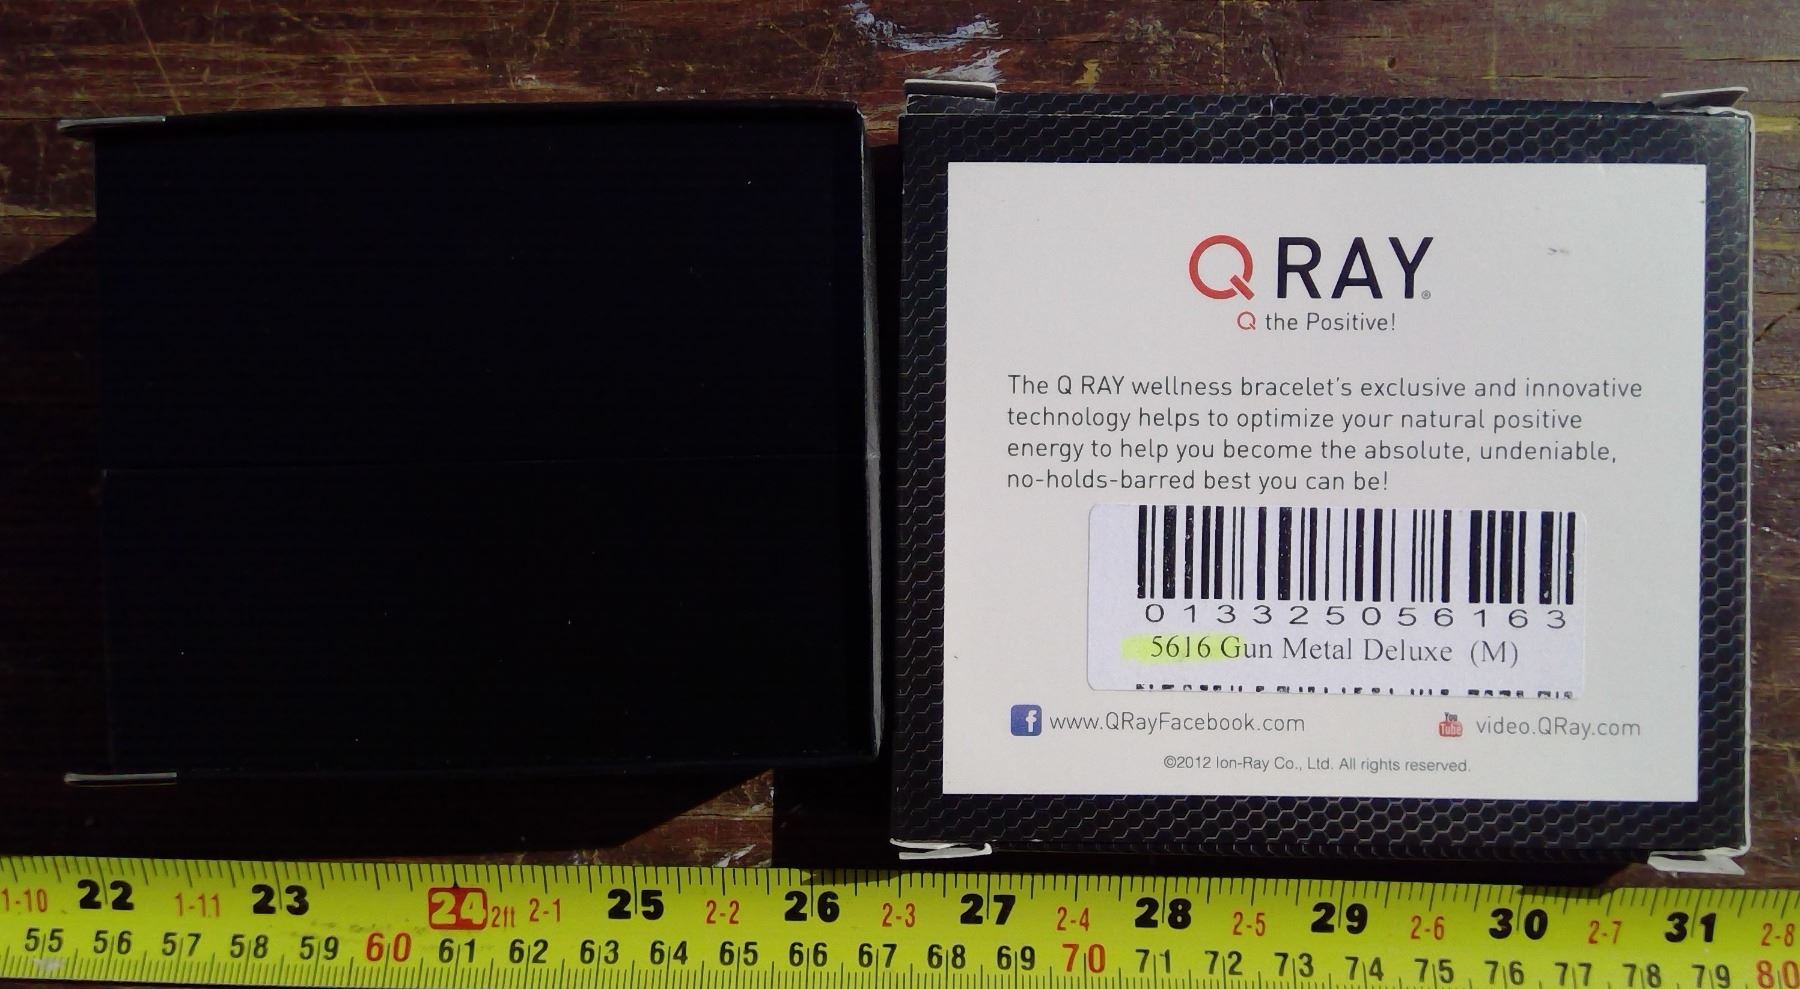 Q RAY®
Q the Positive!
The Q RAY wellness bracelet's exclusive and innovative
technology helps to optimize your natural positive
energy to help you become the absolute, undeniable,
no-holds-barred best you can be!
013325056163
5616 Gun Metal Deluxe (M)
f www.QRayFacebook.com
You Tube video.QRay.com
©2012 Ion-Ray Co., Ltd. All rights reserved.
1-10 22 1-11 23 24 2ft 2-1 25 2-2 26 2-3 27 2-4 28 2-5 29 2-6 30 2-7 31 2-8
55 56 57 58 59 60 61 62 63 64 65 66 67 68 69 70 71 72 73 74 75 76 77 78 79 80